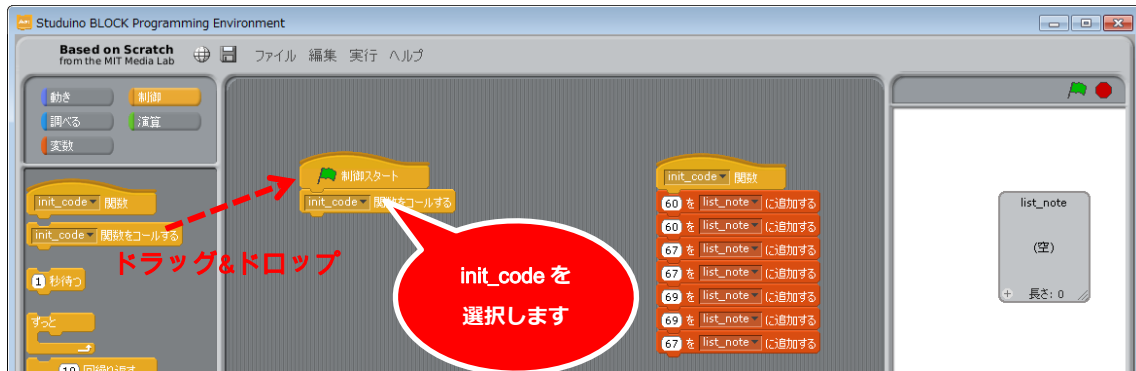 Studuino BLOCK Programming Environment
Based on Scratch
from the MIT Media Lab
ファイル 編集 実行 ヘルプ
動き 制御
調べる 演算
変数
init_code 関数
init_code 関数をコールする
1 秒待つ
ずっと
10 回繰り返す
ドラッグ&ドロップ
制御スタート
init_code 関数をコールする
init_code を
選択します
init_code 関数
60 を list_note に追加する
60 を list_note に追加する
67 を list_note に追加する
67 を list_note に追加する
69 を list_note に追加する
69 を list_note に追加する
67 を list_note に追加する
list_note
(空)
+ 長さ: 0